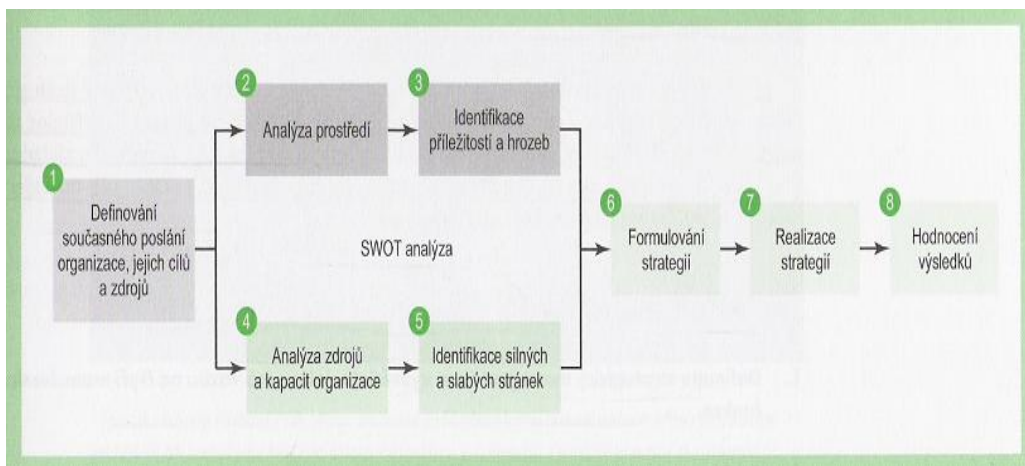 1
Definování
současného poslání
organizace, jejich cílů
a zdrojů
2
Analýza prostředí
3
Identifikace
příležitostí a hrozeb
SWOT analýza
4
Analýza zdrojů
a kapacit organizace
5
Identifikace silných
a slabých stránek
6
Formulování
strategií
7
Realizace
strategií
8
Hodnocení
výsledků